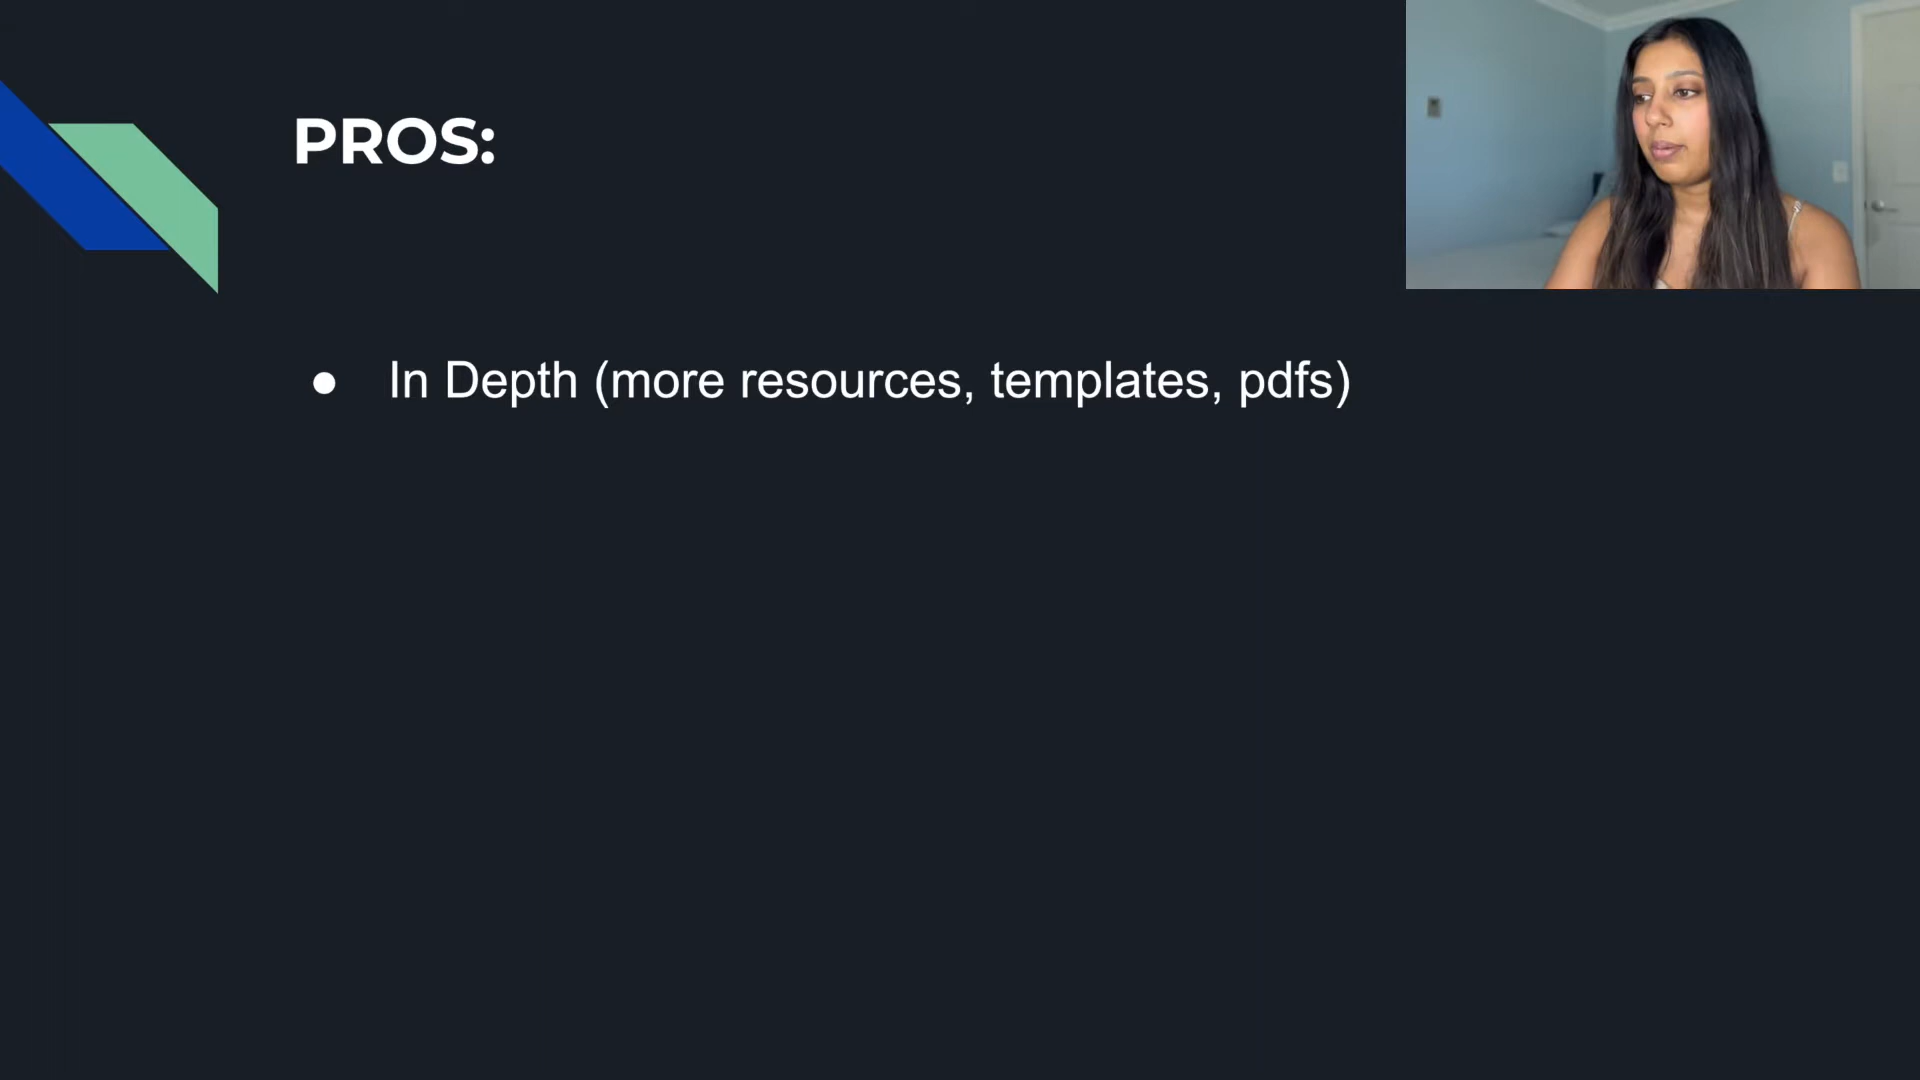 PROS:
● In Depth (more resources, templates, pdfs)